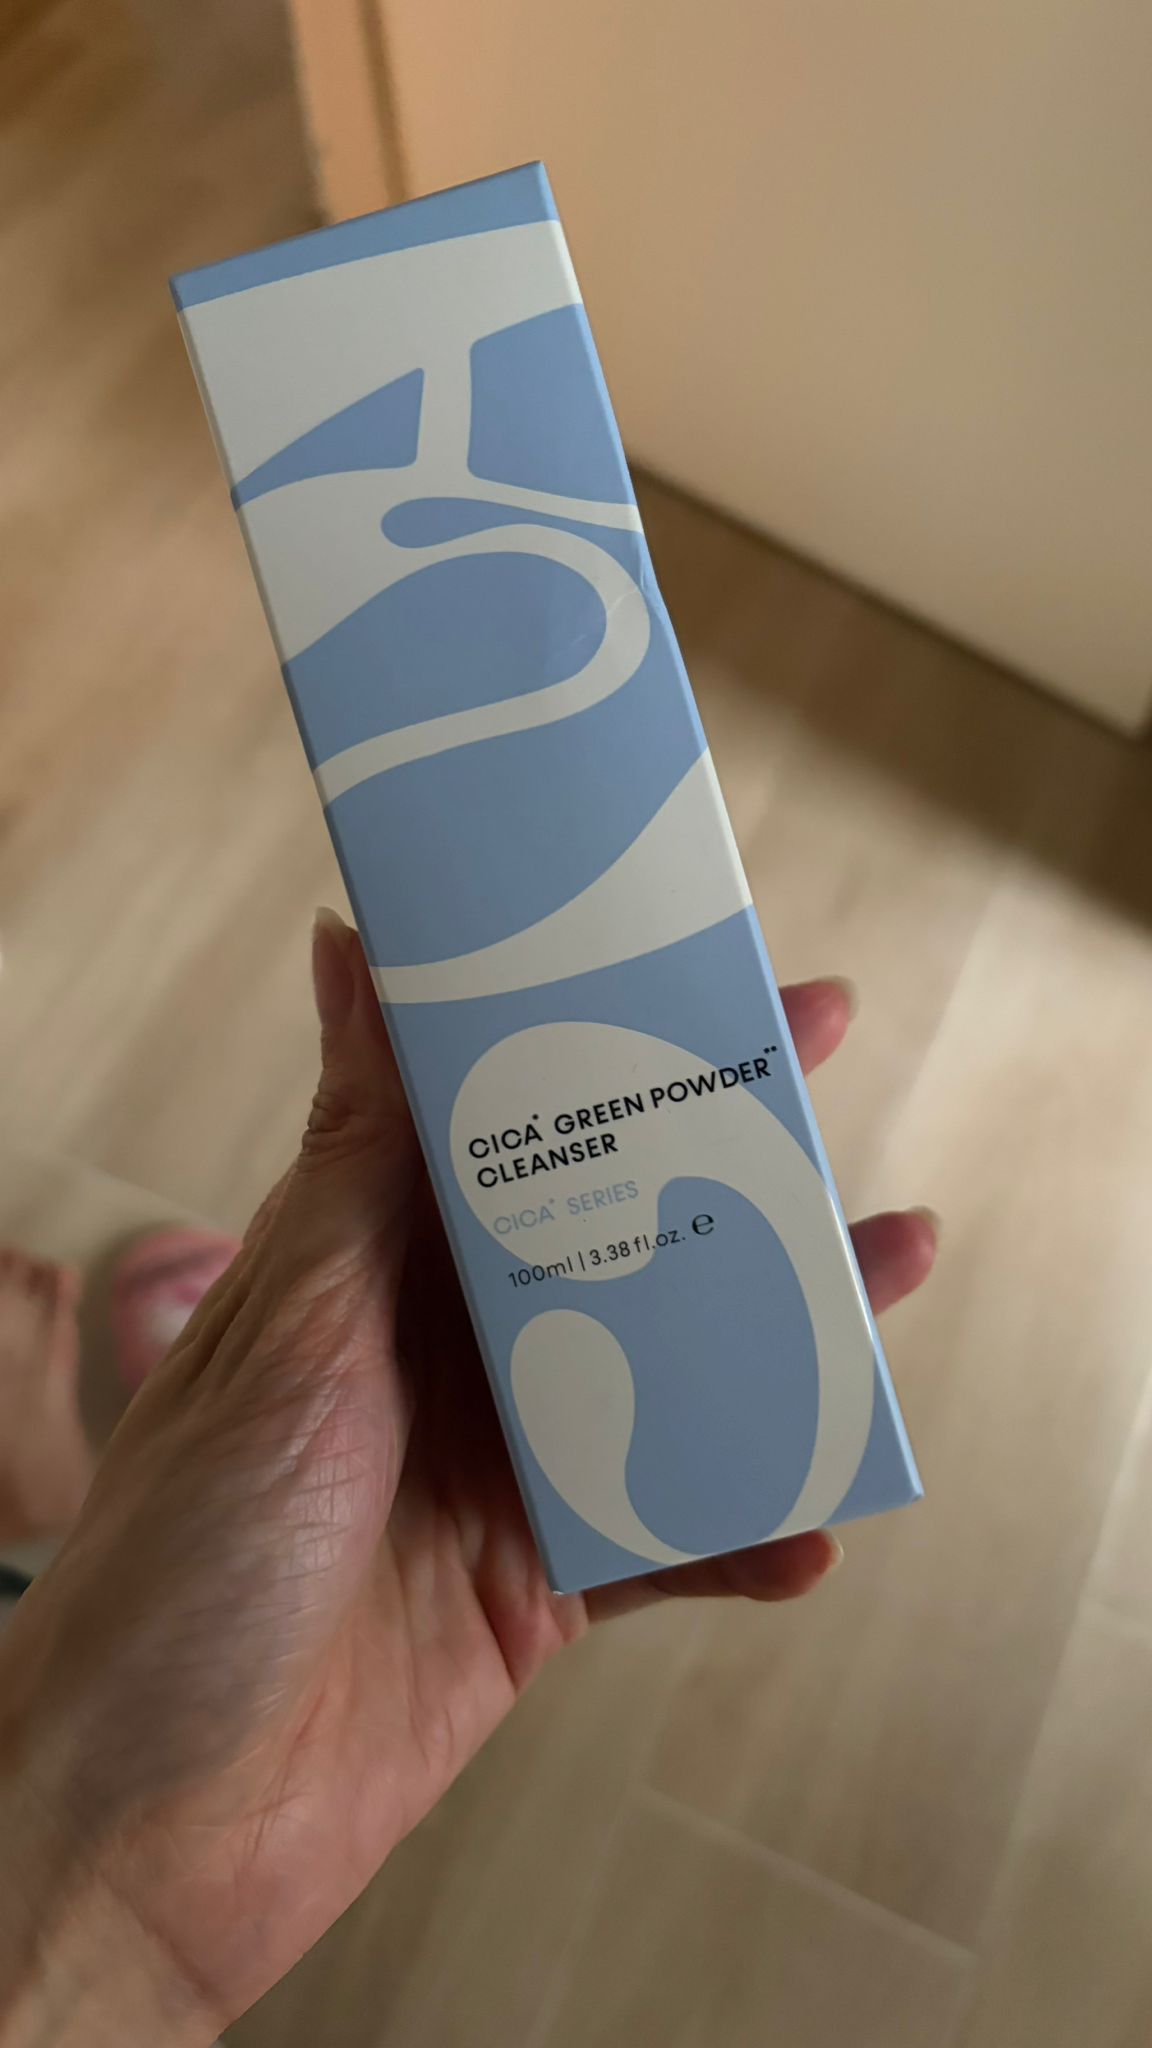 CICA* GREEN POWDER**
CLEANSER
CICA* SERIES
100ml | 3.38 fl.oz. ℮